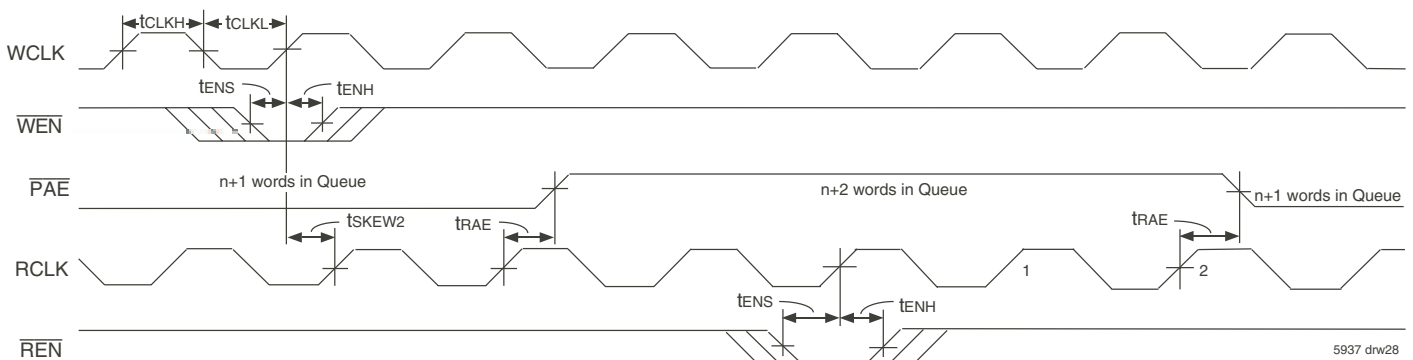 tCLKH tCLKL
WCLK
tENS tENH
WEN
PAE n+1 words in Queue n+2 words in Queue n+1 words in Queue
tSKEW2 tRAE tRAE
RCLK 1 2
tENS tENH
REN 5937 drw28